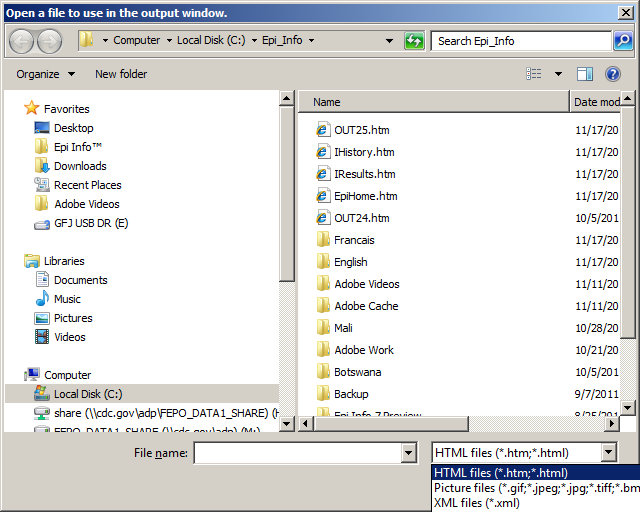 Open a file to use in the output window.
Computer Local Disk (C:) Epi_Info
Search Epi_Info
Organize New folder
Favorites
Desktop
Epi Info™
Downloads
Recent Places
Adobe Videos
GFJ USB DR (E)
Libraries
Documents
Music
Pictures
Videos
Computer
Local Disk (C:)
share (\\cdc.gov\adp\FEPO_DATA1_SHARE) (H
FEPO_DATA1_SHARE (\\cdc.gov\adp) (M:)
Name Date mod
OUT25.htm 11/17/20
IHistory.htm 11/17/20
IResults.htm 11/17/20
EpiHome.htm 11/17/20
OUT24.htm 10/5/201
Francais 11/17/20
English 11/17/20
Adobe Videos 11/11/20
Adobe Cache 11/11/20
Mali 10/28/20
Adobe Work 10/21/20
Botswana 10/5/201
Backup 9/7/2011
Epi Info 7 Preview 8/25/201
File name:
HTML files (*.htm;*.html)
HTML files (*.htm;*.html)
Picture files (*.gif;*.jpeg;*.jpg;*.tiff;*.bm
XML files (*.xml)